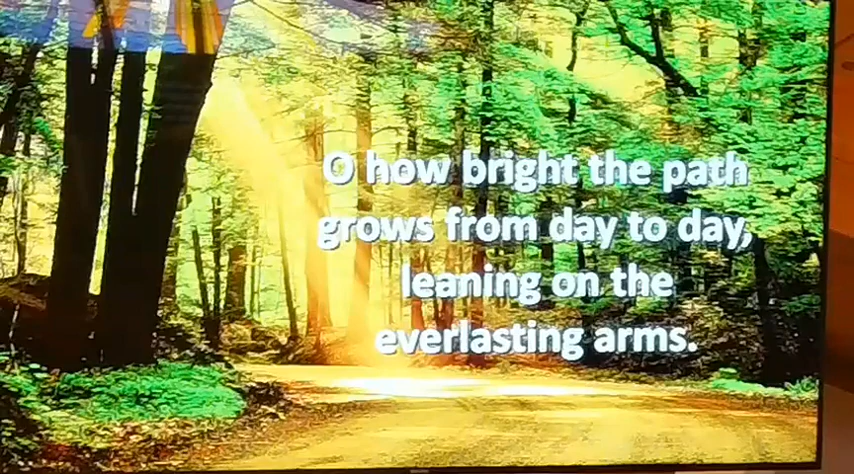 O how bright the path
grows from day to day,
leaning on the
everlasting arms.